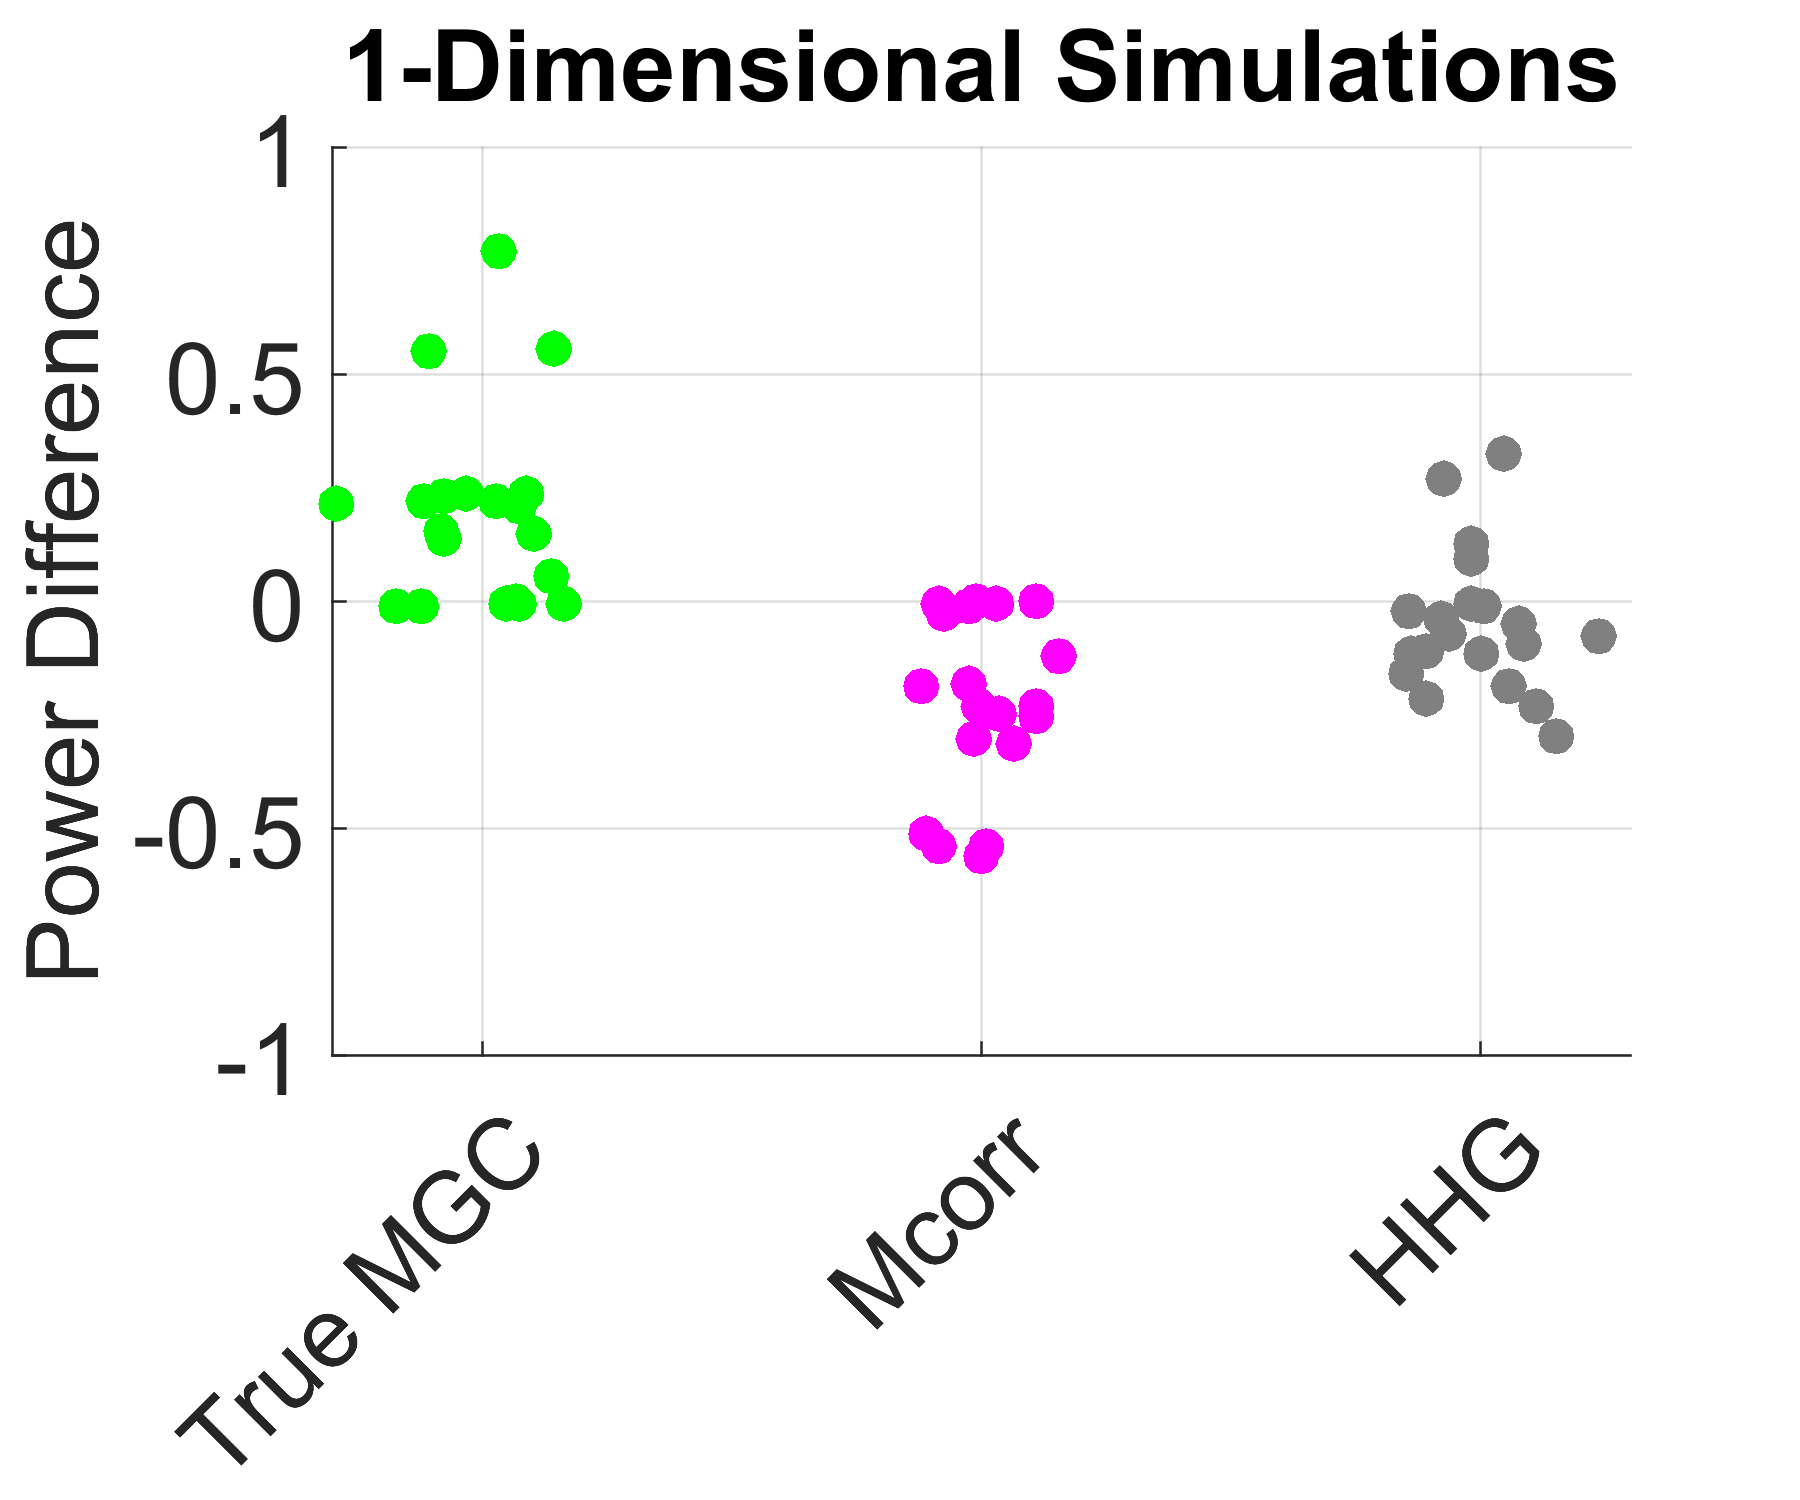 1-Dimensional Simulations
Power Difference
1
0.5
0
-0.5
-1
True MGC
Mcorr
HHG